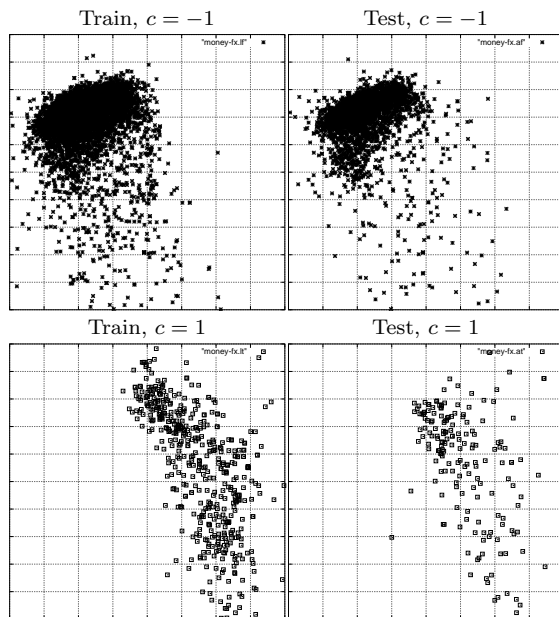 Train, c = −1
Test, c = −1
"money-fx.lf"
"money-fx.af"
Train, c = 1
Test, c = 1
"money-fx.lt"
"money-fx.at"